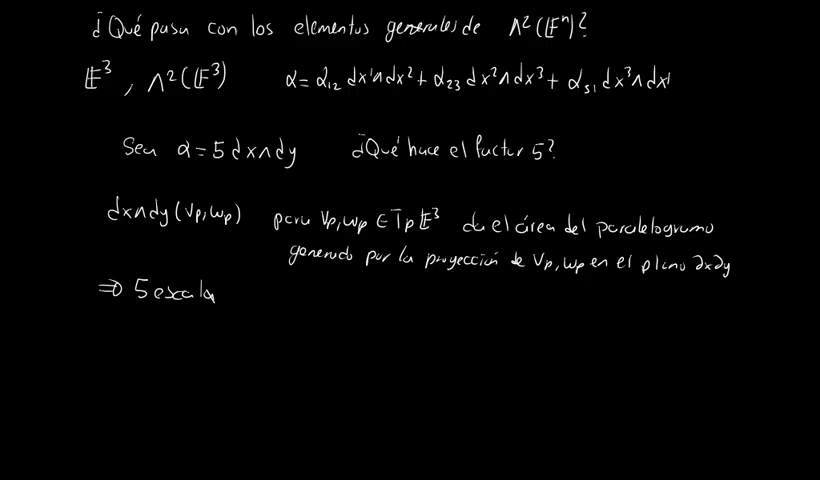 ¿Qué pasa con los elementos generales de Λ²(𝔼ⁿ)?
𝔼³, Λ²(𝔼³) α = α₁₂ dx¹∧dx² + α₂₃ dx²∧dx³ + α₃₁ dx³∧dx¹
Sea α = 5 dx∧dy ¿Qué hace el factor 5?
dx∧dy (vₚ, wₚ) para vₚ, wₚ ∈ Tₚ𝔼³ da el área del paralelogramo
generado por la proyección de vₚ, wₚ en el plano ∂x∂y
⇒ 5 escala